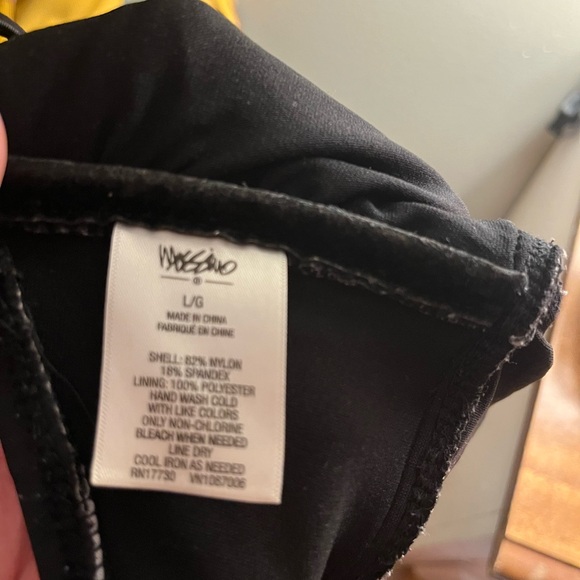 Mossimo
®
L/G
MADE IN CHINA
FABRIQUÉ EN CHINE
SHELL: 82% NYLON
18% SPANDEX
LINING: 100% POLYESTER
HAND WASH COLD
WITH LIKE COLORS
ONLY NON-CHLORINE
BLEACH WHEN NEEDED
LINE DRY
COOL IRON AS NEEDED
RN17730 VN1087006